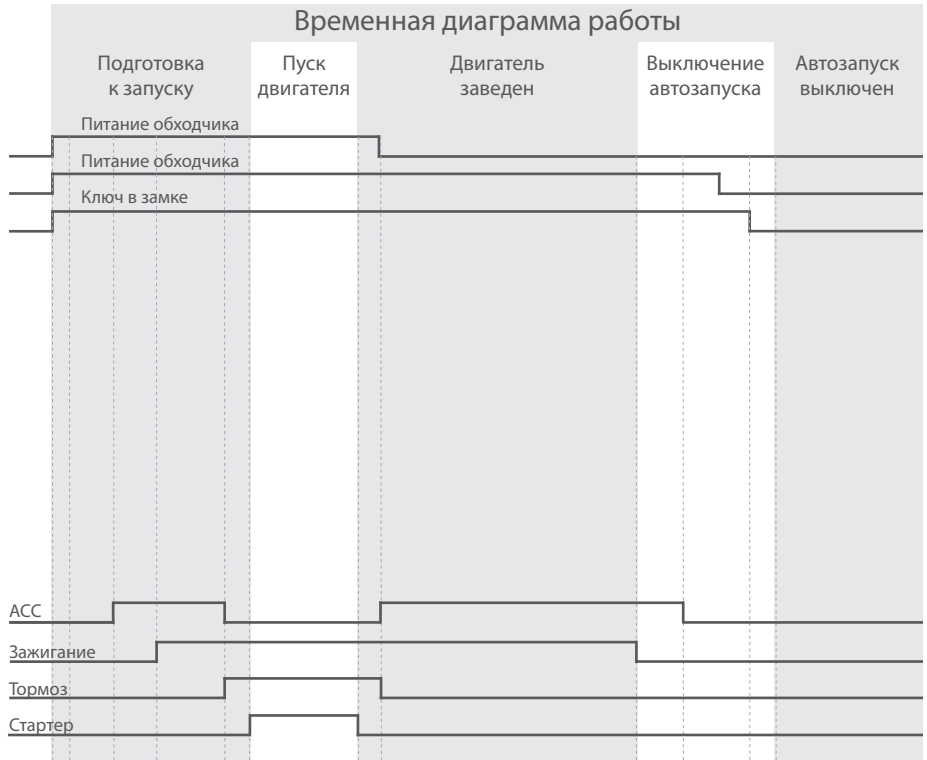 Временная диаграмма работы
Подготовка
к запуску
Пуск
двигателя
Двигатель
заведен
Выключение
автозапуска
Автозапуск
выключен
Питание обходчика
Питание обходчика
Ключ в замке
ACC
Зажигание
Тормоз
Стартер